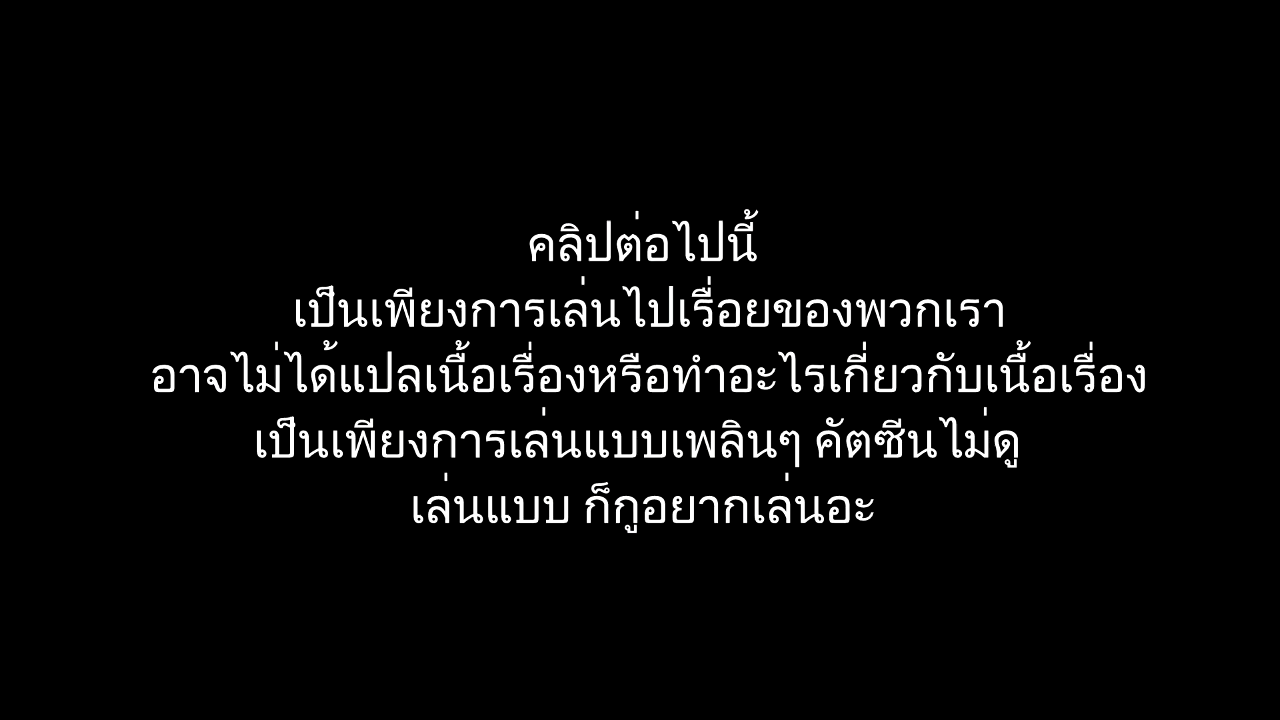 คลิปต่อไปนี้
เป็นเพียงการเล่นไปเรื่อยของพวกเรา
อาจไม่ได้แปลเนื้อเรื่องหรือทำอะไรเกี่ยวกับเนื้อเรื่อง
เป็นเพียงการเล่นแบบเพลินๆ คัตซีนไม่ดู
เล่นแบบ ก็กูอยากเล่นอะ